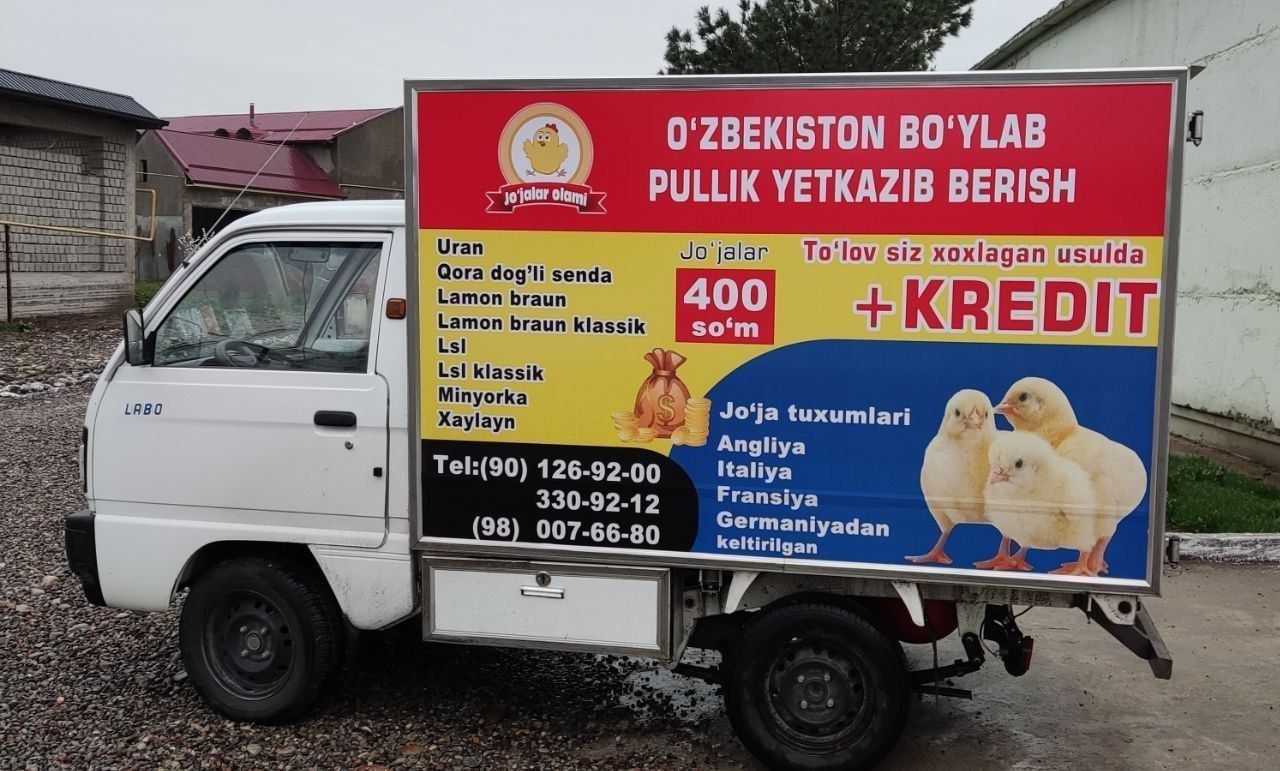 O‘ZBEKISTON BO‘YLAB
PULLIK YETKAZIB BERISH
Jo‘jalar olami
Uran
Qora dog’li senda
Lamon braun
Lamon braun klassik
Lsl
Lsl klassik
Minyorka
Xaylayn
Jo‘jalar
400
so‘m
To‘lov siz xoxlagan usulda
+KREDIT
Tel:(90) 126-92-00
330-92-12
(98) 007-66-80
Jo‘ja tuxumlari
Angliya
Italiya
Fransiya
Germaniyadan
keltirilgan
LABO
$